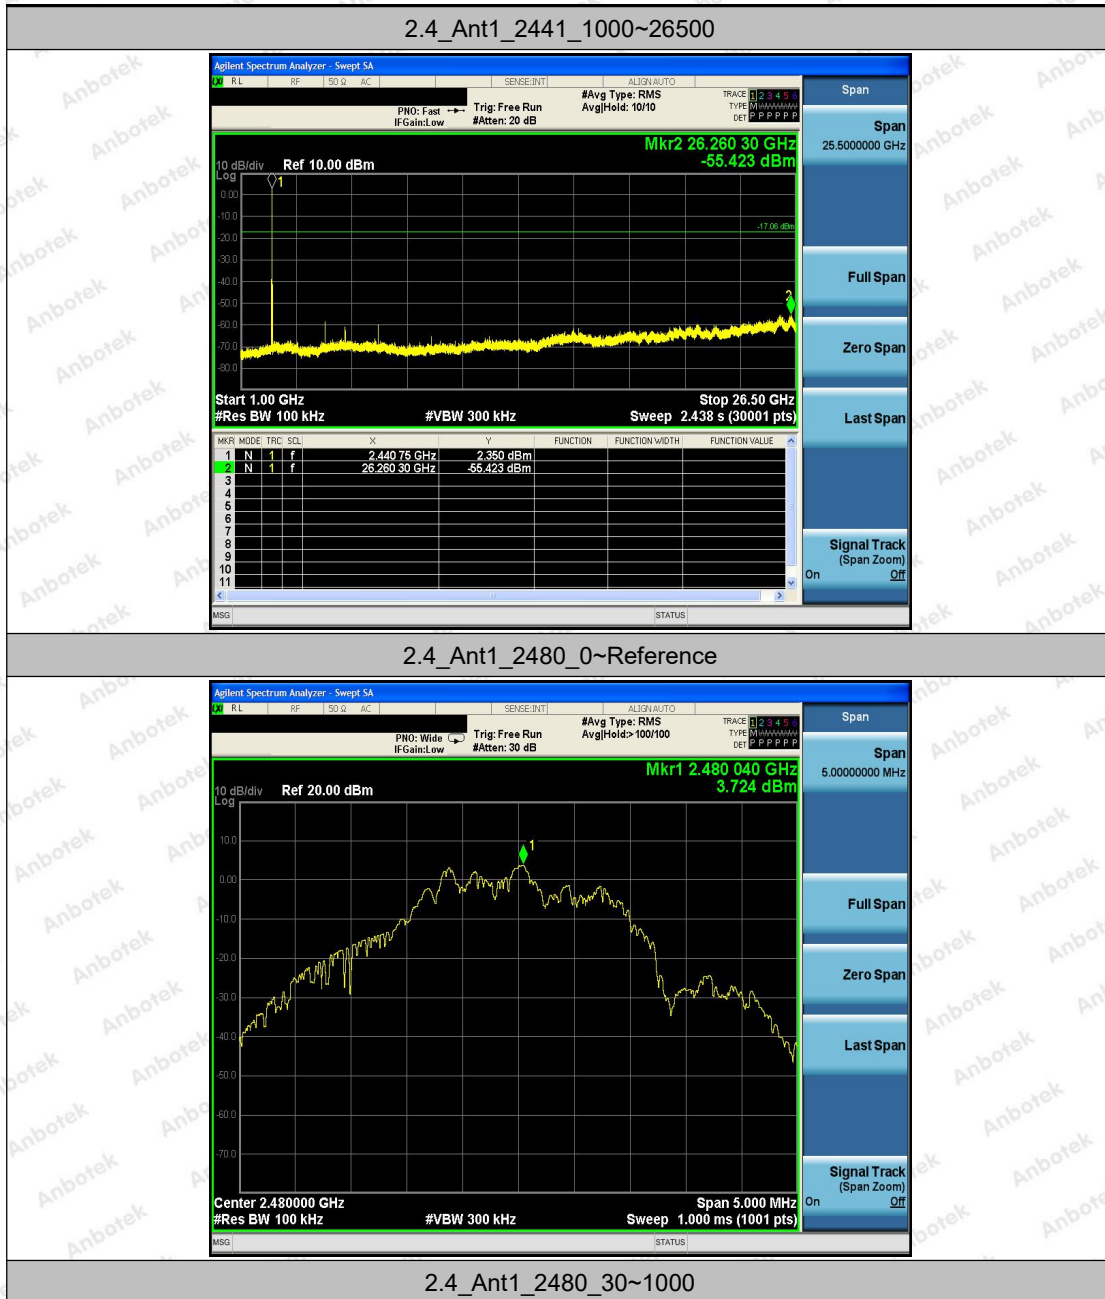 2.4_Ant1_2441_1000~26500
Agilent Spectrum Analyzer - Swept SA
RL RF 50 Ω AC SENSE:INT ALIGN AUTO
PNO: Fast Trig: Free Run #Avg Type: RMS TRACE 1 2 3 4 5 6
IFGain:Low #Atten: 20 dB Avg|Hold: 10/10 TYPE M
DET P P P P P P
Mkr2 26.260 30 GHz
-55.423 dBm
10 dB/div Ref 10.00 dBm
Log
1
0.00
-10.0
-17.06 dBm
-20.0
-30.0
-40.0
-50.0
2
-60.0
-70.0
-80.0
Start 1.00 GHz Stop 26.50 GHz
#Res BW 100 kHz #VBW 300 kHz Sweep 2.438 s (30001 pts)
MKR MODE TRC SCL X Y FUNCTION FUNCTION WIDTH FUNCTION VALUE
1 N 1 f 2.440 75 GHz 2.350 dBm
2 N 1 f 26.260 30 GHz -55.423 dBm
3
4
5
6
7
8
9
10
11
MSG STATUS
Span
Span
25.5000000 GHz
Full Span
Zero Span
Last Span
Signal Track
(Span Zoom)
On Off
2.4_Ant1_2480_0~Reference
Agilent Spectrum Analyzer - Swept SA
RL RF 50 Ω AC SENSE:INT ALIGN AUTO
PNO: Wide Trig: Free Run #Avg Type: RMS TRACE 1 2 3 4 5 6
IFGain:Low #Atten: 30 dB Avg|Hold:> 100/100 TYPE M
DET P P P P P P
Mkr1 2.480 040 GHz
3.724 dBm
10 dB/div Ref 20.00 dBm
Log
10.0
1
0.00
-10.0
-20.0
-30.0
-40.0
-60.0
-70.0
Center 2.480000 GHz Span 5.000 MHz
#Res BW 100 kHz #VBW 300 kHz Sweep 1.000 ms (1001 pts)
MSG STATUS
Span
Span
5.00000000 MHz
Full Span
Zero Span
Last Span
Signal Track
(Span Zoom)
On Off
2.4_Ant1_2480_30~1000